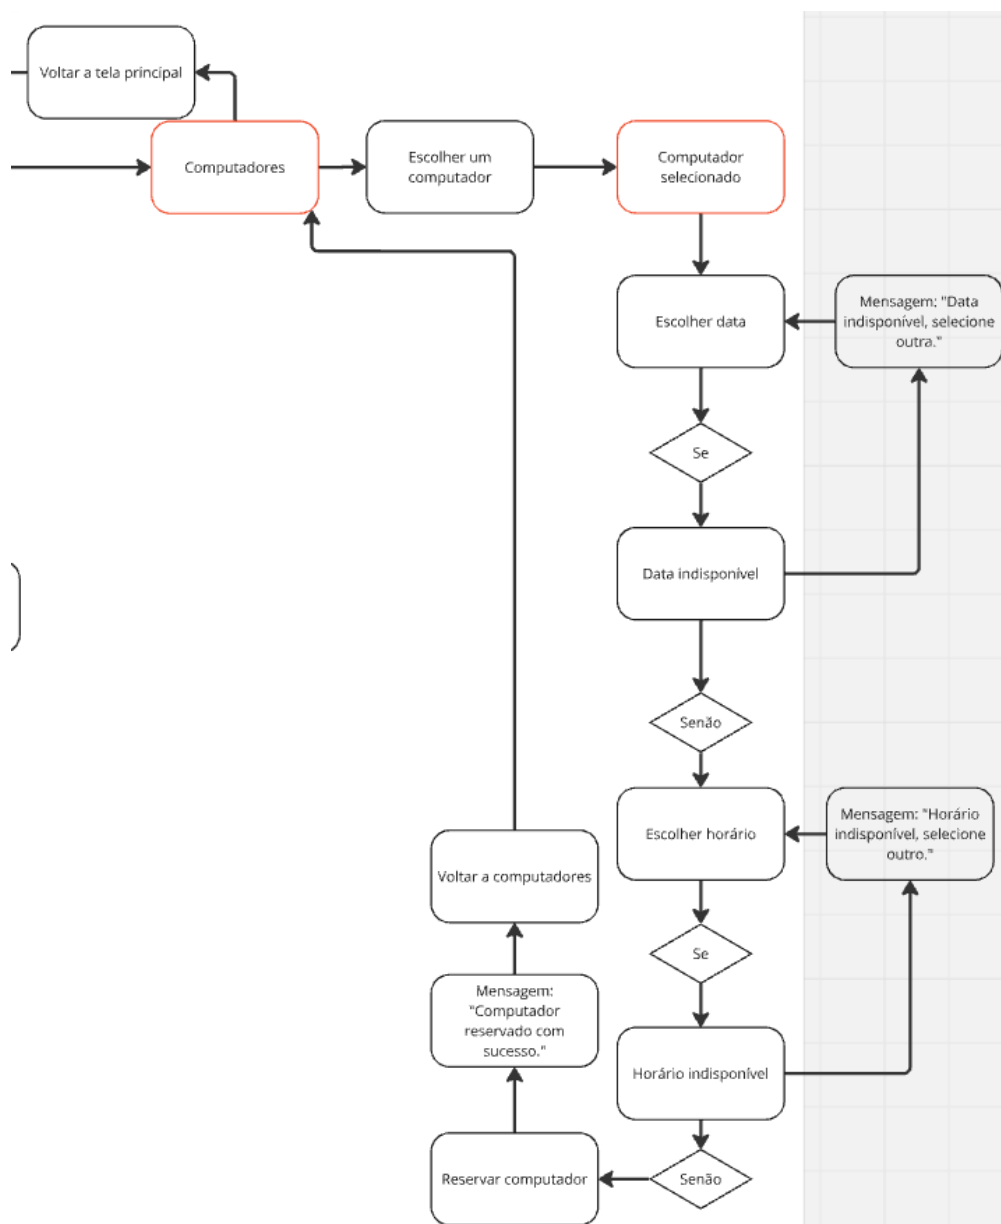 Voltar a tela principal
Computadores
Escolher um
computador
Computador
selecionado
Escolher data
Mensagem: "Data
indisponível, selecione
outra."
Se
Data indisponível
Senão
Escolher horário
Mensagem: "Horário
indisponível, selecione
outro."
Voltar a computadores
Se
Mensagem:
"Computador
reservado com
sucesso."
Horário indisponível
Reservar computador
Senão